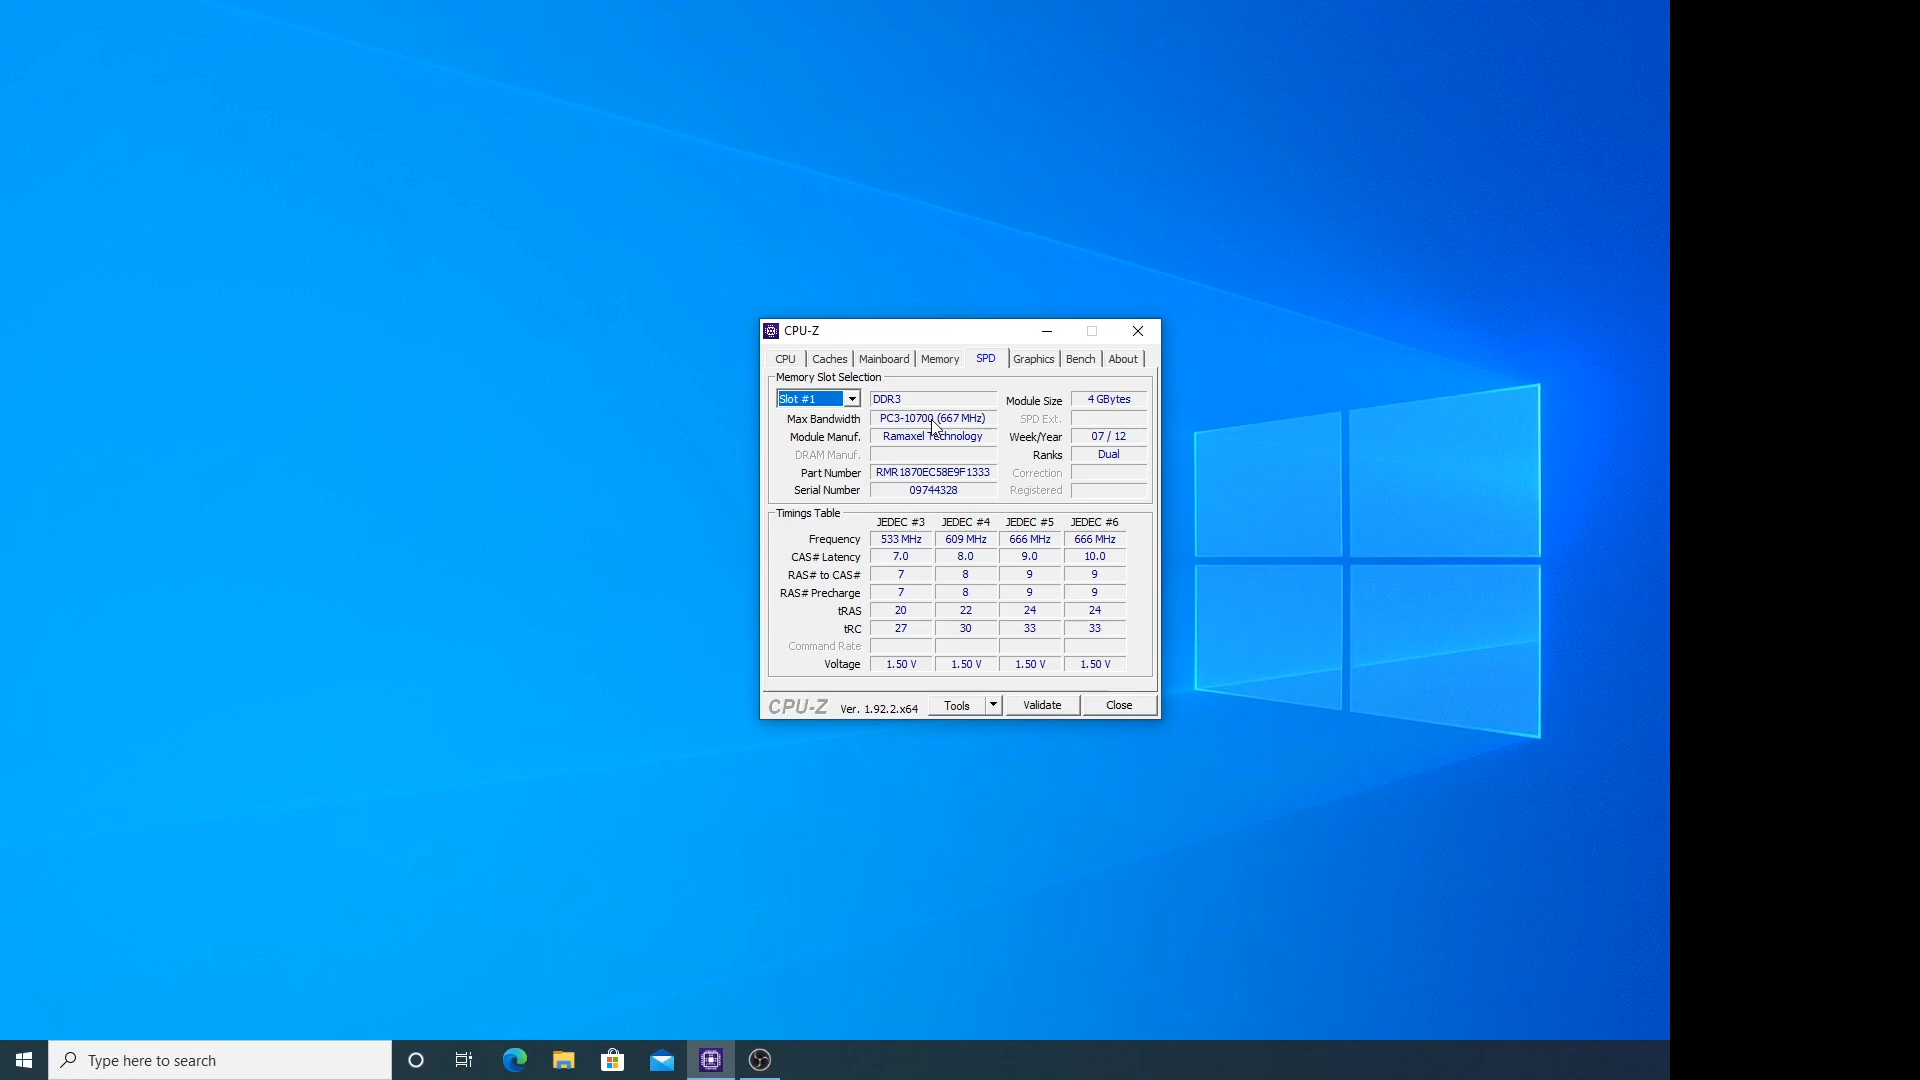 CPU-Z
CPU Caches Mainboard Memory SPD Graphics Bench About
Memory Slot Selection
Slot #1 DDR3 Module Size 4 GBytes
Max Bandwidth PC3-10700 (667 MHz) SPD Ext.
Module Manuf. Ramaxel Technology Week/Year 07 / 12
DRAM Manuf. Ranks Dual
Part Number RMR1870EC58E9F1333 Correction
Serial Number 09744328 Registered
Timings Table
JEDEC #3 JEDEC #4 JEDEC #5 JEDEC #6
Frequency 533 MHz 609 MHz 666 MHz 666 MHz
CAS# Latency 7.0 8.0 9.0 10.0
RAS# to CAS# 7 8 9 9
RAS# Precharge 7 8 9 9
tRAS 20 22 24 24
tRC 27 30 33 33
Command Rate
Voltage 1.50 V 1.50 V 1.50 V 1.50 V
CPU-Z Ver. 1.92.2.x64 Tools Validate Close
Type here to search